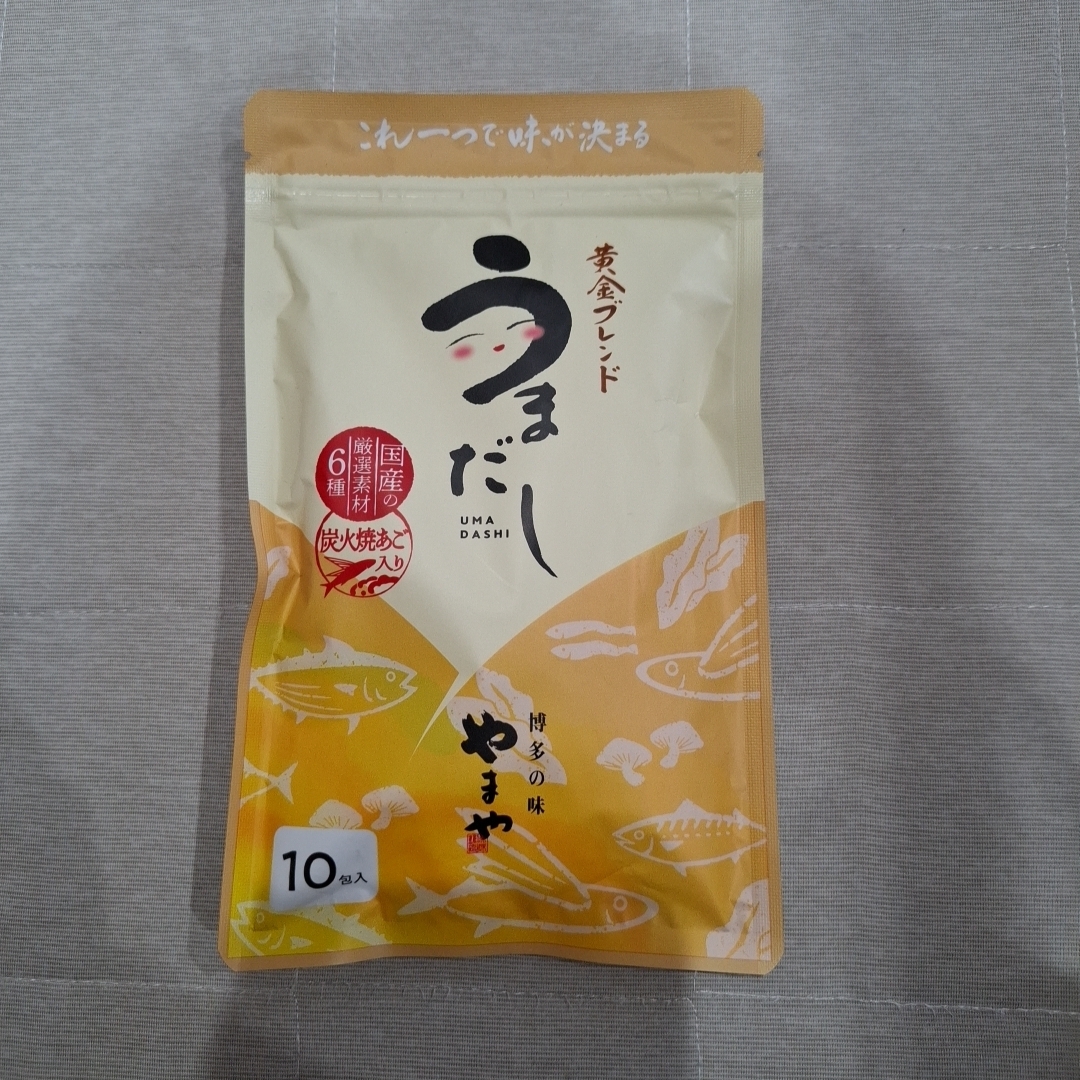 これ一つで味が決まる
黄金ブレンド
うまだし
UMA
DASHI
国産の
厳選素材
6種
炭火焼あご
入り
博多の味
やまや
10包入